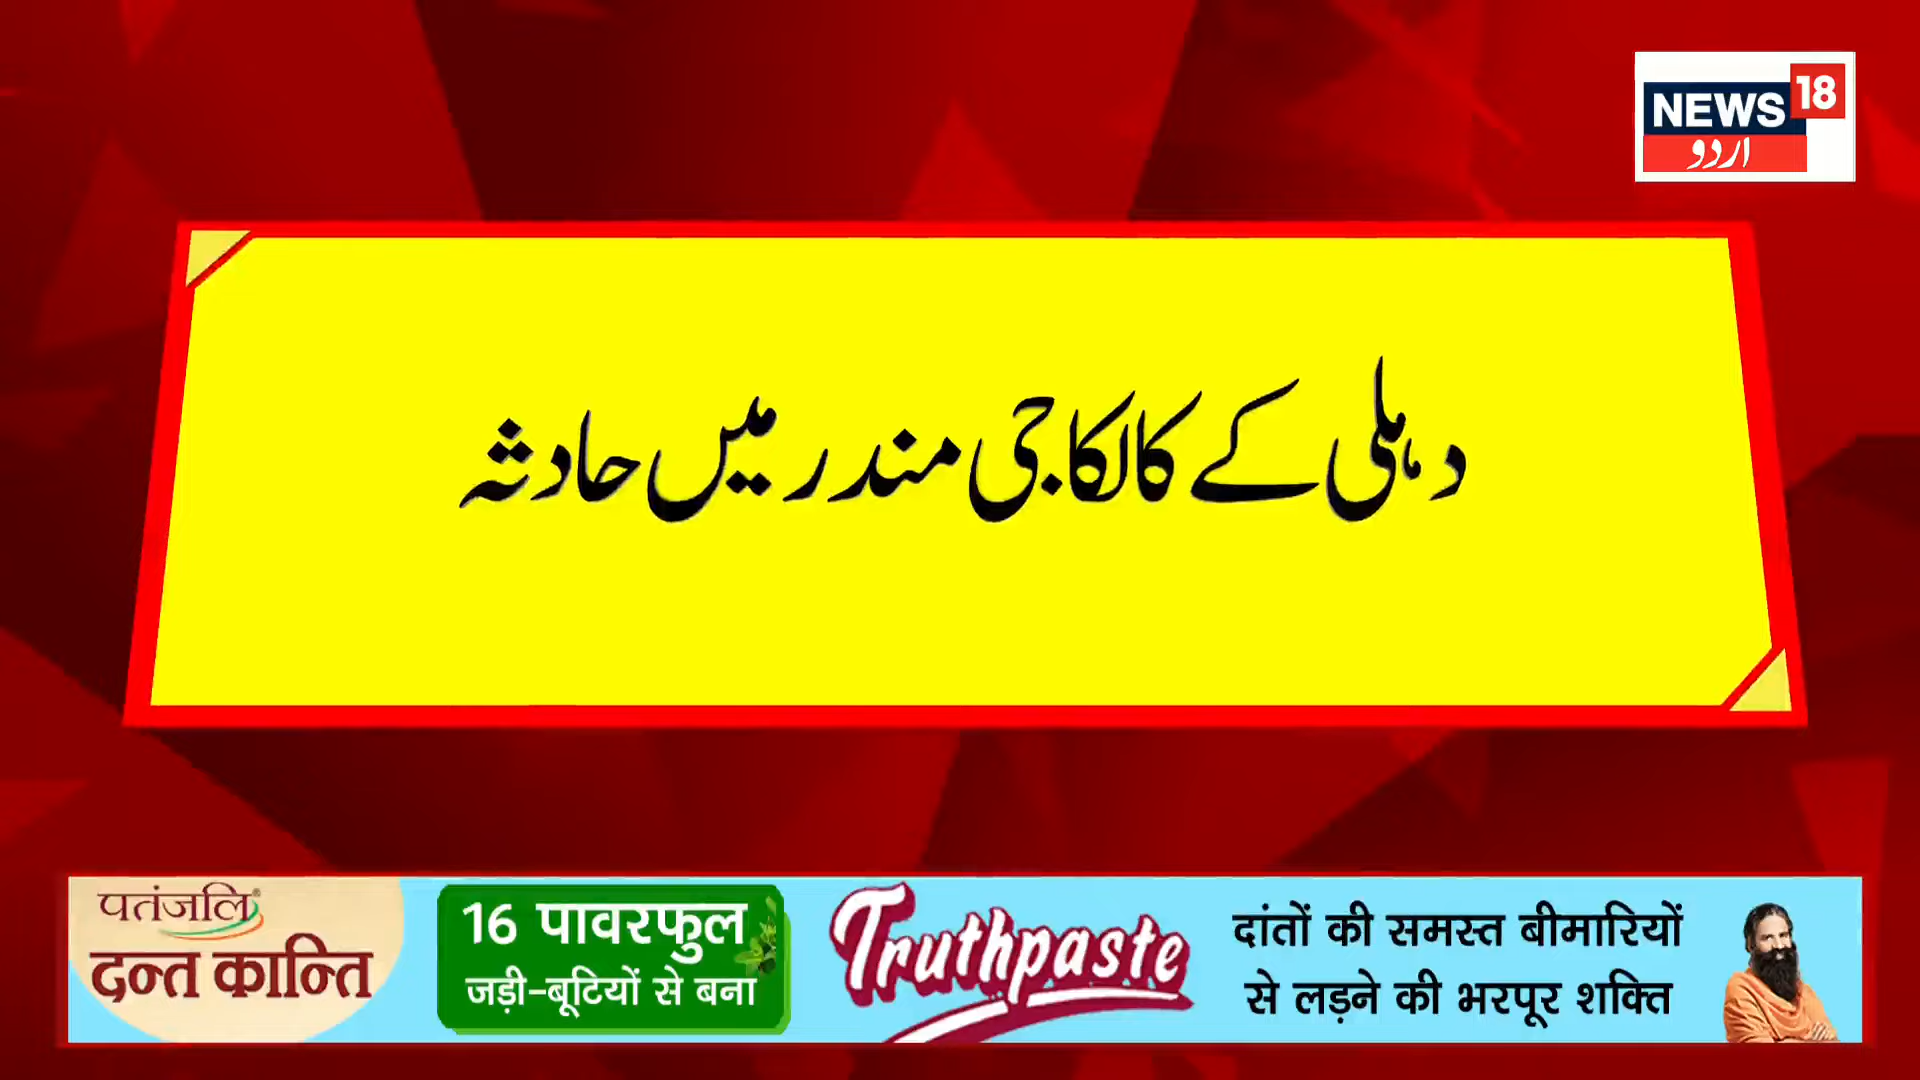 NEWS 18
اردو
دہلی کے کالکاجی مندر میں حادثہ
पतंजलि®
दन्त कान्ति
16 पावरफुल
जड़ी-बूटियों से बना
Truthpaste
दांतों की समस्त बीमारियों
से लड़ने की भरपूर शक्ति